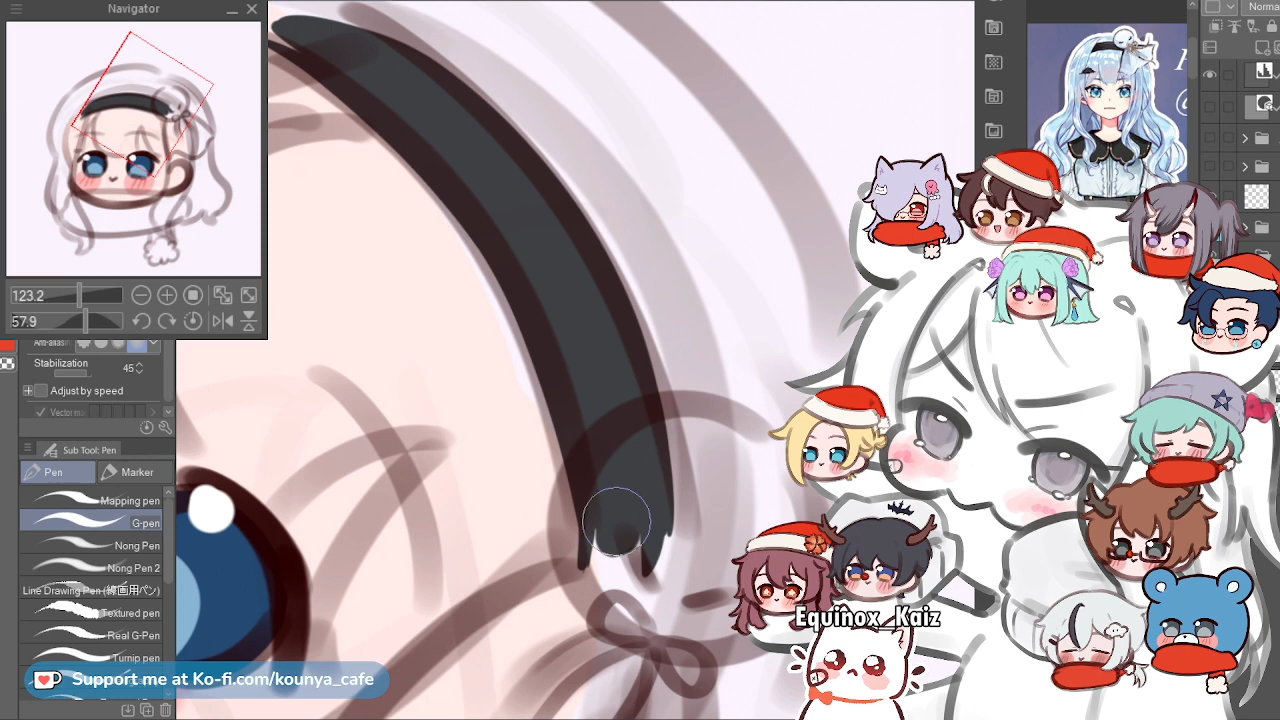 Navigator
123.2
57.9
Anti-alias
Stabilization
45
Adjust by speed
Sub Tool: Pen
Pen
Marker
Mapping pen
G-pen
Nong Pen
Nong Pen 2
Line Drawing Pen (線画用ペン)
Textured pen
Real G-Pen
Turnip pen
Support me at Ko-fi.com/kounya_cafe
Equinox_Kaiz
Norma